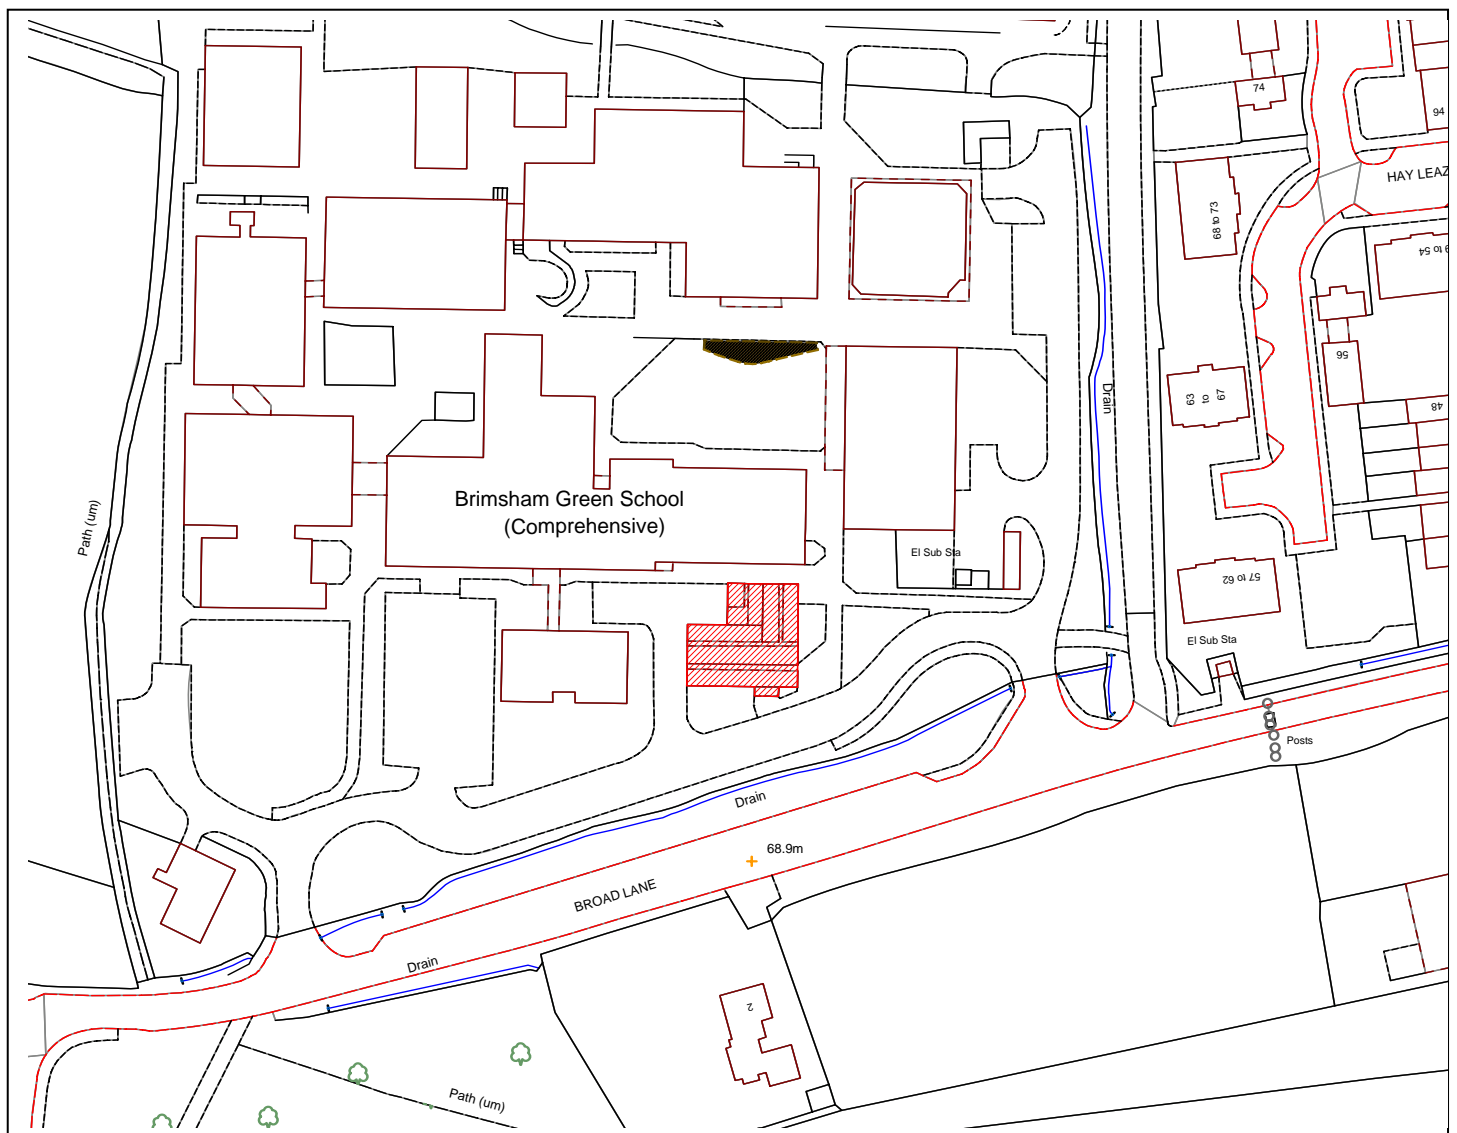 74
94
HAY LEAZ
68 to 73
9 to 54
56
63
to
67
48
Drain
Path (um)
Brimsham Green School
(Comprehensive)
El Sub Sta
57 to 62
El Sub Sta
Posts
Drain
68.9m
BROAD LANE
Drain
2
Path (um)